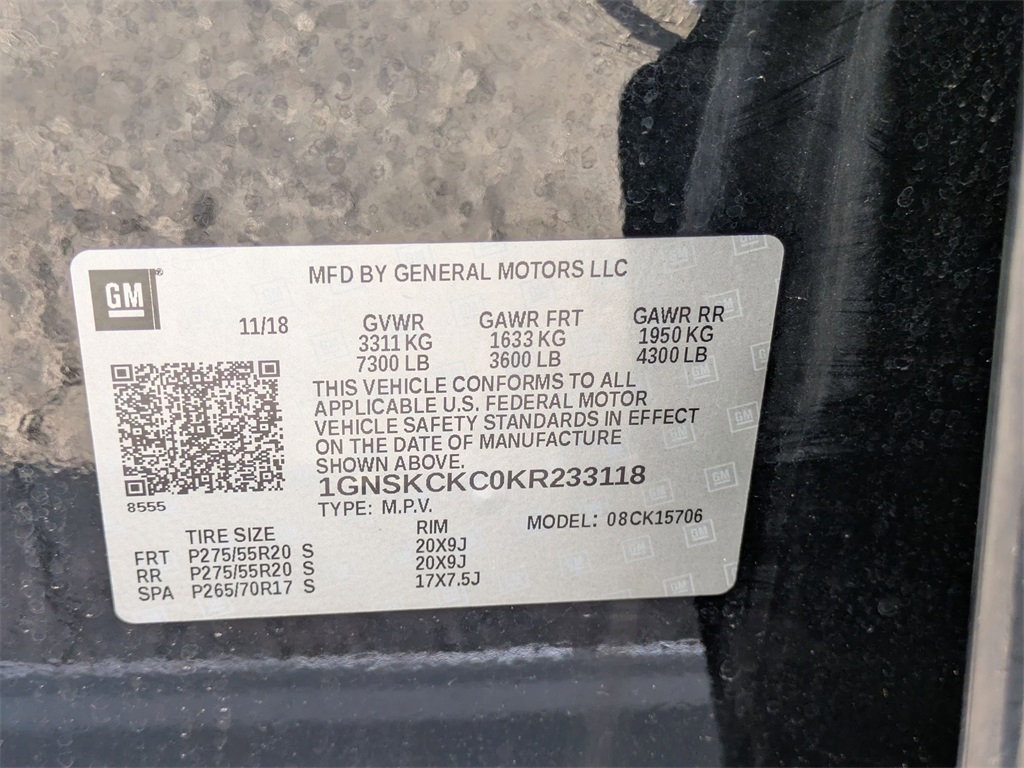 GM
MFD BY GENERAL MOTORS LLC
11/18
GVWR GAWR FRT GAWR RR
3311 KG 1633 KG 1950 KG
7300 LB 3600 LB 4300 LB
THIS VEHICLE CONFORMS TO ALL
APPLICABLE U.S. FEDERAL MOTOR
VEHICLE SAFETY STANDARDS IN EFFECT
ON THE DATE OF MANUFACTURE
SHOWN ABOVE.
1GNSKCKC0KR233118
8555
TYPE: M.P.V.
MODEL: 08CK15706
TIRE SIZE RIM
FRT P275/55R20 S 20X9J
RR P275/55R20 S 20X9J
SPA P265/70R17 S 17X7.5J